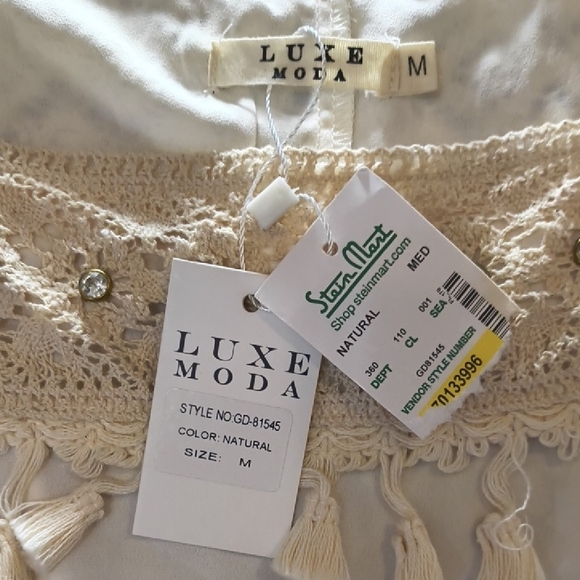 LUXE
MODA
M
Stein Mart
Shop steinmart.com
NATURAL MED
360 110 001
DEPT CL SEA
GD81545
VENDOR STYLE NUMBER
70133996
LUXE
MODA
STYLE NO:GD-81545
COLOR: NATURAL
SIZE: M